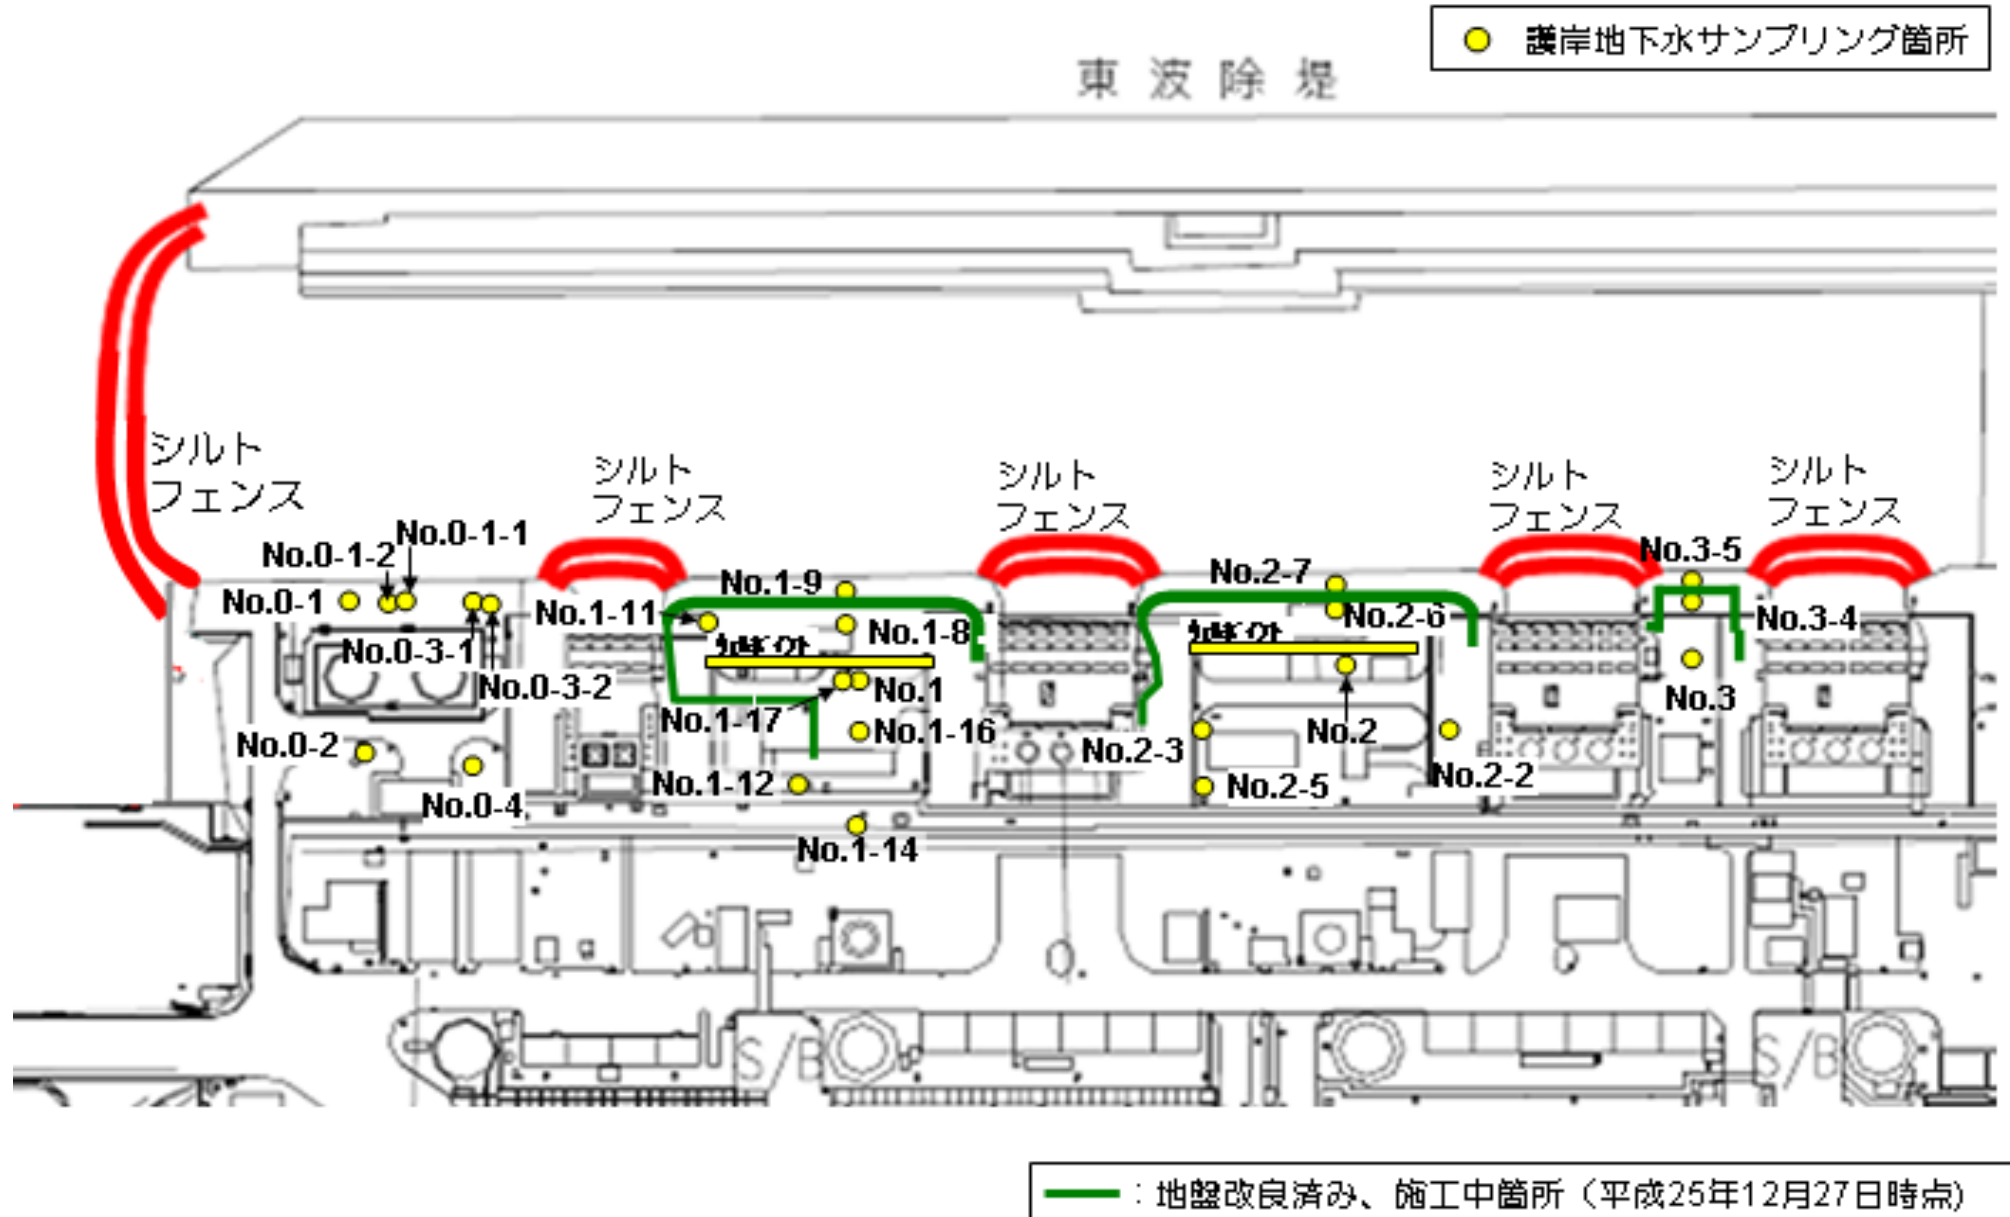 護岸地下水サンプリング箇所
東波除堤
シルト
フェンス
シルト
フェンス
シルト
フェンス
シルト
フェンス
シルト
フェンス
No.0-1-1
No.0-1-2
No.0-1
No.0-3-1
No.0-3-2
No.0-2
No.0-4
No.1-9
No.1-11
No.1-8
No.1
No.1-17
No.1-16
No.1-12
No.1-14
No.2-7
No.2-6
No.2
No.2-3
No.2-5
No.2-2
No.3-5
No.3-4
No.3
S/B
S/B
：地盤改良済み、施工中箇所（平成25年12月27日時点)